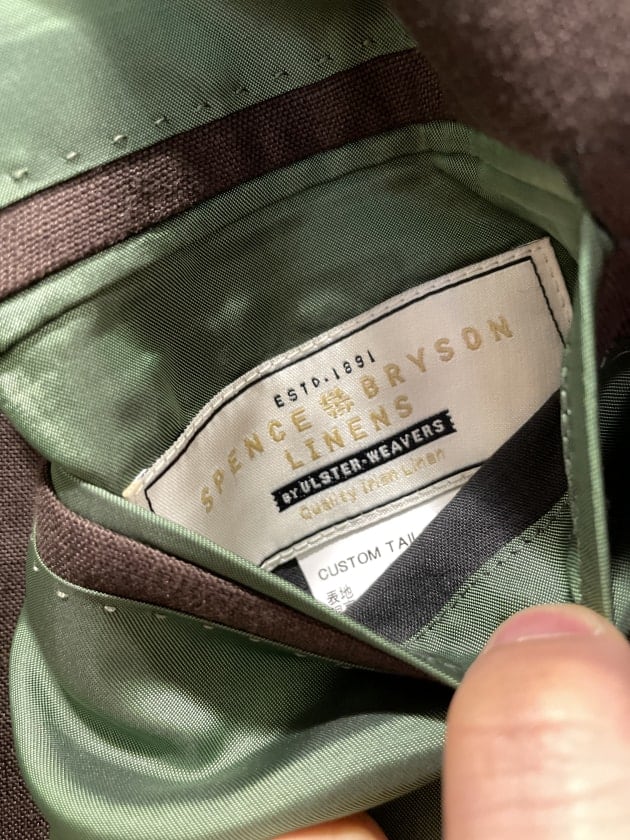 ESTD. 1891
SPENCE BRYSON
LINENS
BY ULSTER-WEAVERS
Quality Irish Linen
CUSTOM TAIL
表地